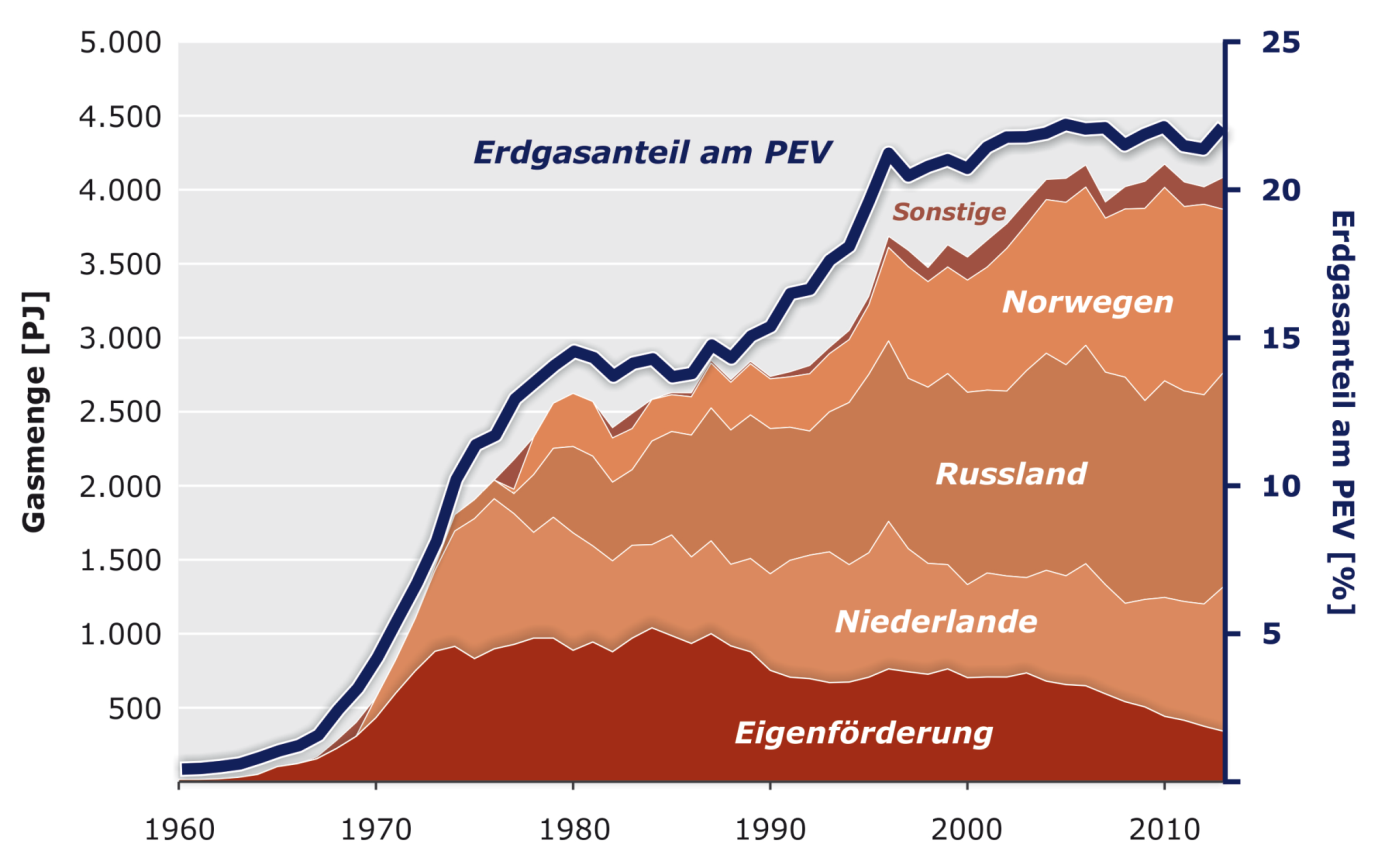 5.000
4.500
4.000
3.500
3.000
2.500
2.000
1.500
1.000
500
Gasmenge [PJ]
1960
1970
1980
1990
2000
2010
25
20
15
10
5
Erdgasanteil am PEV [%]
Erdgasanteil am PEV
Sonstige
Norwegen
Russland
Niederlande
Eigenförderung